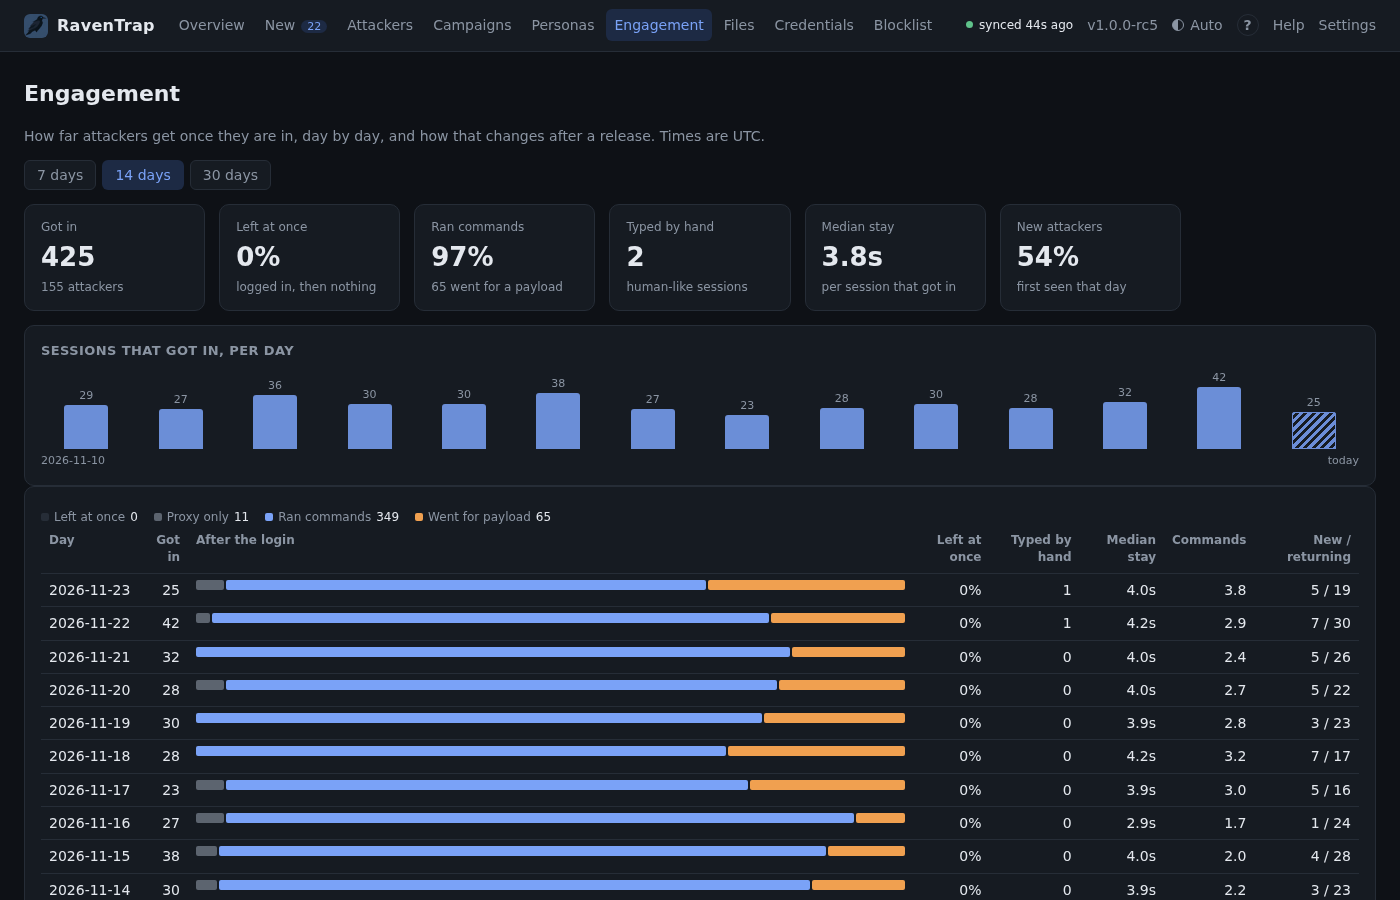 RavenTrap Overview New 22 Attackers Campaigns Personas Engagement Files Credentials Blocklist synced 44s ago v1.0.0-rc5 Auto ? Help Settings
Engagement
How far attackers get once they are in, day by day, and how that changes after a release. Times are UTC.
7 days 14 days 30 days
Got in
425
155 attackers
Left at once
0%
logged in, then nothing
Ran commands
97%
65 went for a payload
Typed by hand
2
human-like sessions
Median stay
3.8s
per session that got in
New attackers
54%
first seen that day
SESSIONS THAT GOT IN, PER DAY
29 27 36 30 30 38 27 23 28 30 28 32 42 25
2026-11-10 today
Left at once 0 Proxy only 11 Ran commands 349 Went for payload 65
Day Got in After the login Left at once Typed by hand Median stay Commands New / returning
2026-11-23 25 0% 1 4.0s 3.8 5 / 19
2026-11-22 42 0% 1 4.2s 2.9 7 / 30
2026-11-21 32 0% 0 4.0s 2.4 5 / 26
2026-11-20 28 0% 0 4.0s 2.7 5 / 22
2026-11-19 30 0% 0 3.9s 2.8 3 / 23
2026-11-18 28 0% 0 4.2s 3.2 7 / 17
2026-11-17 23 0% 0 3.9s 3.0 5 / 16
2026-11-16 27 0% 0 2.9s 1.7 1 / 24
2026-11-15 38 0% 0 4.0s 2.0 4 / 28
2026-11-14 30 0% 0 3.9s 2.2 3 / 23